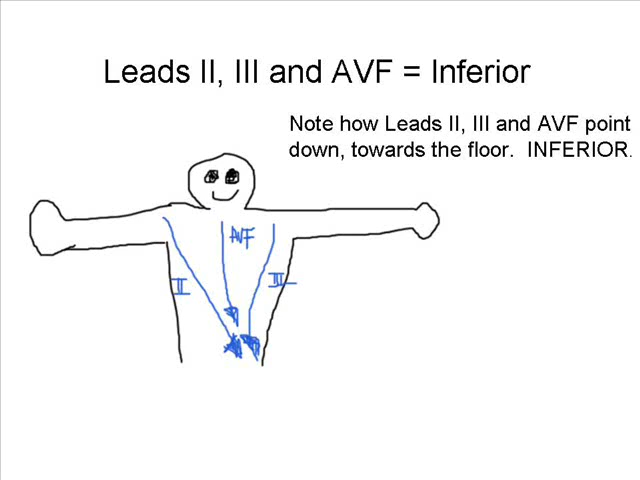 Leads II, III and AVF = Inferior
Note how Leads II, III and AVF point
down, towards the floor.  INFERIOR.
AVF
II
III